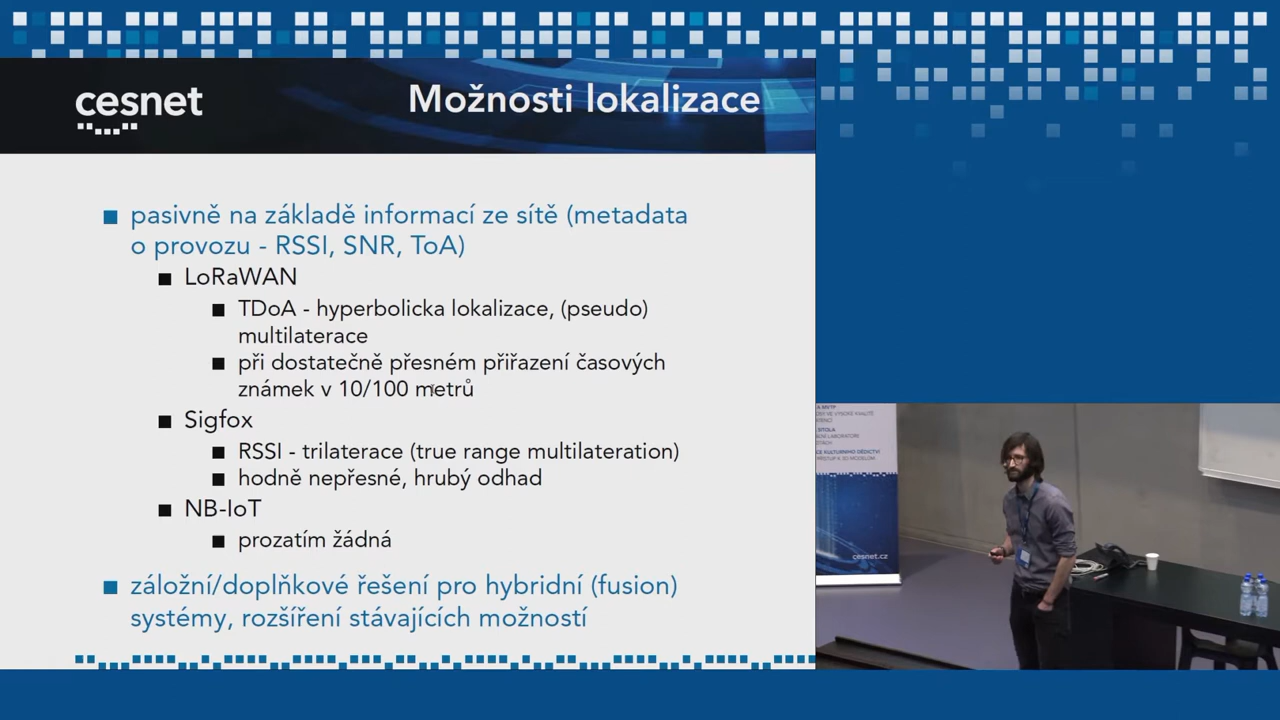 cesnet
Možnosti lokalizace
pasivně na základě informací ze sítě (metadata
o provozu - RSSI, SNR, ToA)
LoRaWAN
TDoA - hyperbolicka lokalizace, (pseudo)
multilaterace
při dostatečně přesném přiřazení časových
známek v 10/100 metrů
Sigfox
RSSI - trilaterace (true range multilateration)
hodně nepřesné, hrubý odhad
NB-IoT
prozatím žádná
záložní/doplňkové řešení pro hybridní (fusion)
systémy, rozšíření stávajících možností
cesnet.cz